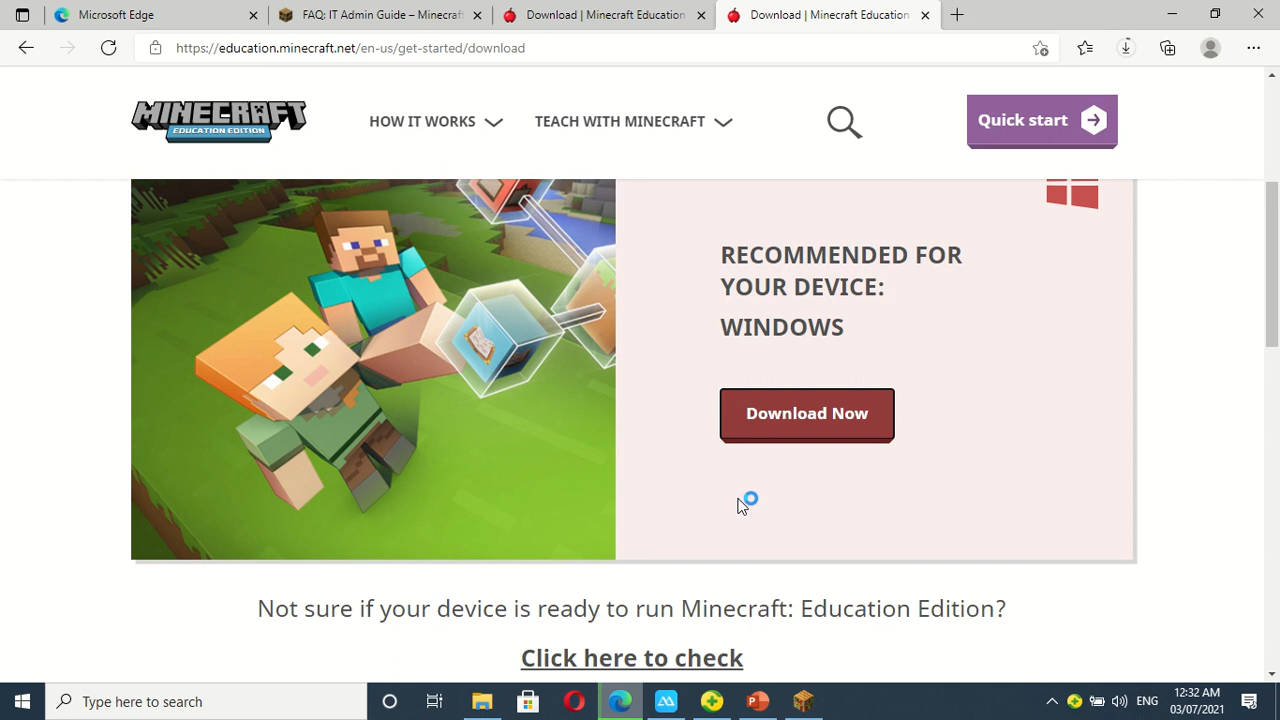 Microsoft Edge
FAQ: IT Admin Guide – Minecraf
Download | Minecraft Education
Download | Minecraft Education
https://education.minecraft.net/en-us/get-started/download
MINECRAFT
EDUCATION EDITION
HOW IT WORKS
TEACH WITH MINECRAFT
Quick start
RECOMMENDED FOR
YOUR DEVICE:
WINDOWS
Download Now
Not sure if your device is ready to run Minecraft: Education Edition?
Click here to check
Type here to search
ENG
12:32 AM
03/07/2021